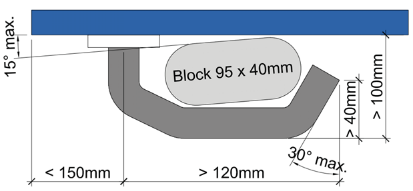 15° max.
Block 95 x 40mm
> 40mm
> 100mm
30° max.
< 150mm
> 120mm